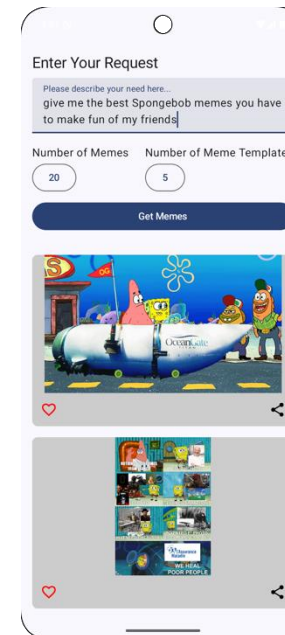 Enter Your Request
Please describe your need here...
give me the best Spongebob memes you have
to make fun of my friends
Number of Memes Number of Meme Template
20 5
Get Memes
OceanGate
WE HEAL
POOR PEOPLE